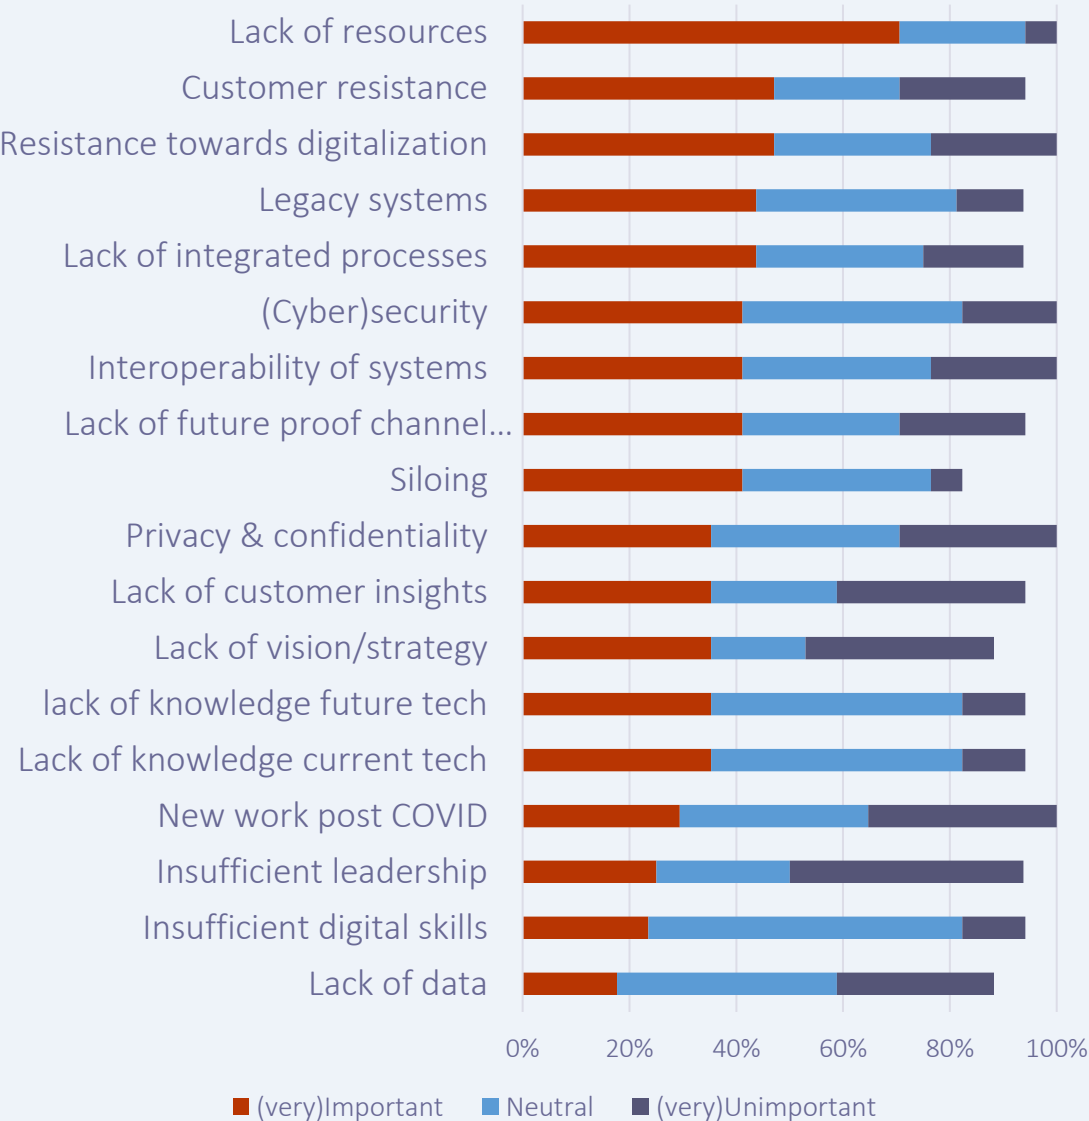 Lack of resources
Customer resistance
Resistance towards digitalization
Legacy systems
Lack of integrated processes
(Cyber)security
Interoperability of systems
Lack of future proof channel...
Siloing
Privacy & confidentiality
Lack of customer insights
Lack of vision/strategy
lack of knowledge future tech
Lack of knowledge current tech
New work post COVID
Insufficient leadership
Insufficient digital skills
Lack of data
0% 20% 40% 60% 80% 100%
(very)Important Neutral (very)Unimportant